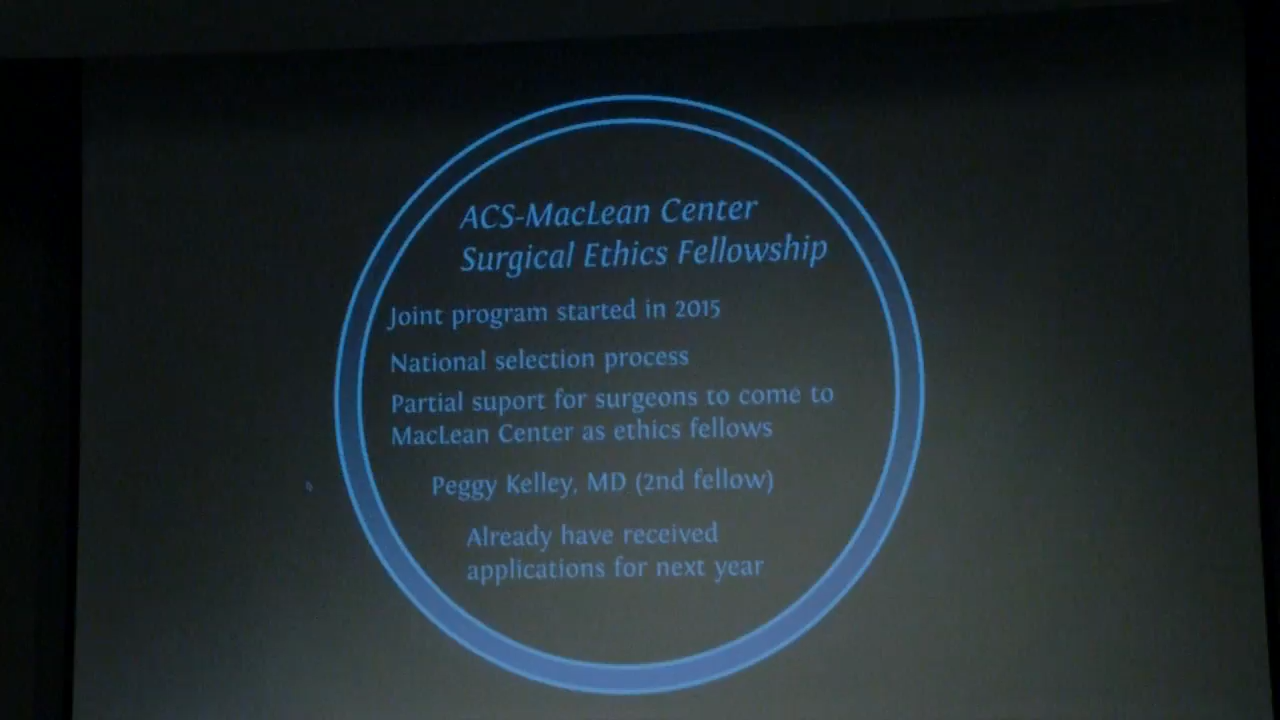 ACS-MacLean Center
Surgical Ethics Fellowship
Joint program started in 2015
National selection process
Partial suport for surgeons to come to
MacLean Center as ethics fellows
Peggy Kelley, MD (2nd fellow)
Already have received
applications for next year